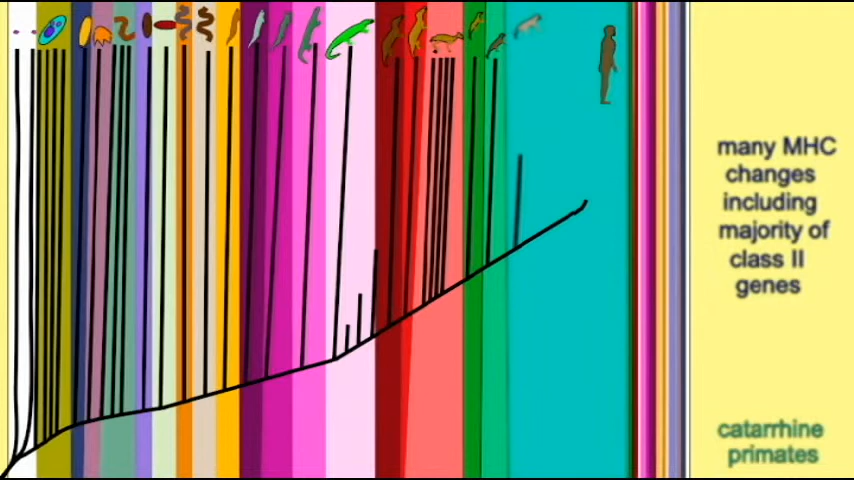 many MHC
changes
including
majority of
class II
genes
catarrhine
primates